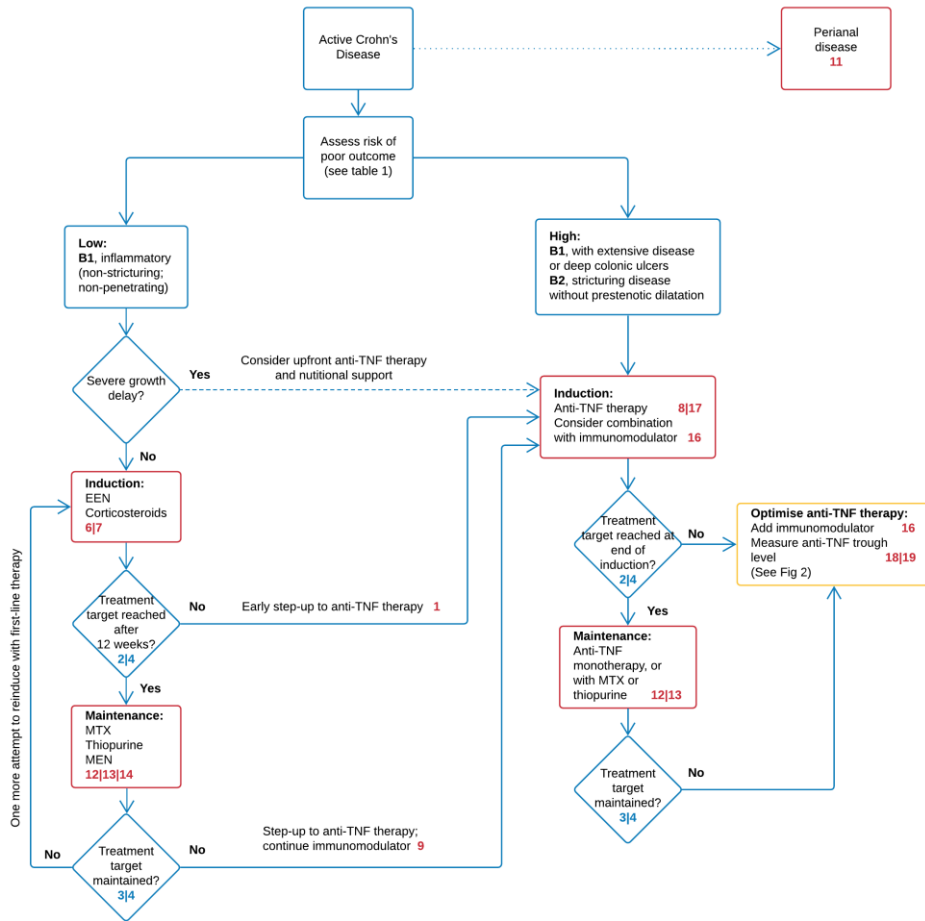 Active Crohn's
Disease
Perianal
disease
11
Assess risk of
poor outcome
(see table 1)
Low:
B1, inflammatory
(non-stricturing;
non-penetrating)
High:
B1, with extensive disease
or deep colonic ulcers
B2, stricturing disease
without prestenotic dilatation
Severe growth
delay?
Yes
Consider upfront anti-TNF therapy
and nutitional support
No
Induction:
Anti-TNF therapy 8|17
Consider combination
with immunomodulator 16
Induction:
EEN
Corticosteroids
6|7
Treatment
target reached at
end of
induction?
2|4
No
Optimise anti-TNF therapy:
Add immunomodulator 16
Measure anti-TNF trough
level 18|19
(See Fig 2)
Yes
Treatment
target reached
after
12 weeks?
2|4
No
Early step-up to anti-TNF therapy 1
Yes
Maintenance:
Anti-TNF
monotherapy, or
with MTX or
thiopurine 12|13
Maintenance:
MTX
Thiopurine
MEN
12|13|14
Treatment
target
maintained?
3|4
No
Treatment
target
maintained?
3|4
No
Step-up to anti-TNF therapy;
continue immunomodulator 9
No
One more attempt to reinduce with first-line therapy